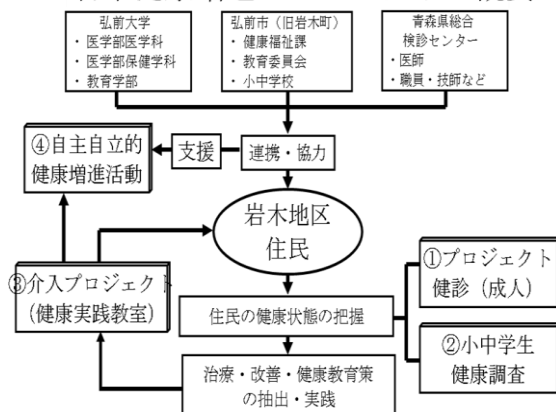 弘前大学
・ 医学部医学科
・ 医学部保健学科
・ 教育学部
弘前市（旧岩木町）
・ 健康福祉課
・ 教育委員会
・ 小中学校
青森県総合
検診センター
・ 医師
・ 職員・技師など
④自主自立的
健康増進活動
支援
連携・協力
岩木地区
住民
①プロジェクト
健診（成人）
③介入プロジェクト
（健康実践教室）
住民の健康状態の把握
②小中学生
健康調査
治療・改善・健康教育策
の抽出・実践